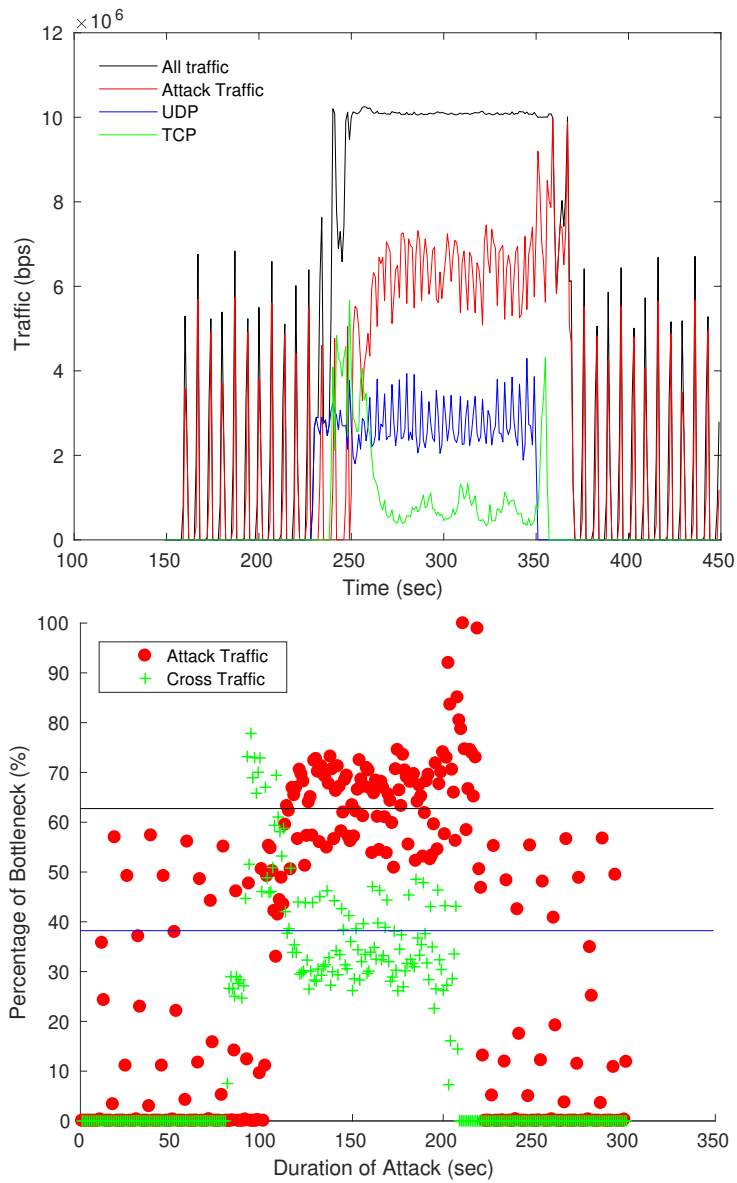 ×10⁶
12
10
8
6
4
2
0
Traffic (bps)
All traffic
Attack Traffic
UDP
TCP
100 150 200 250 300 350 400 450
Time (sec)
100
90
80
70
60
50
40
30
20
10
0
Percentage of Bottleneck (%)
Attack Traffic
Cross Traffic
0 50 100 150 200 250 300 350
Duration of Attack (sec)